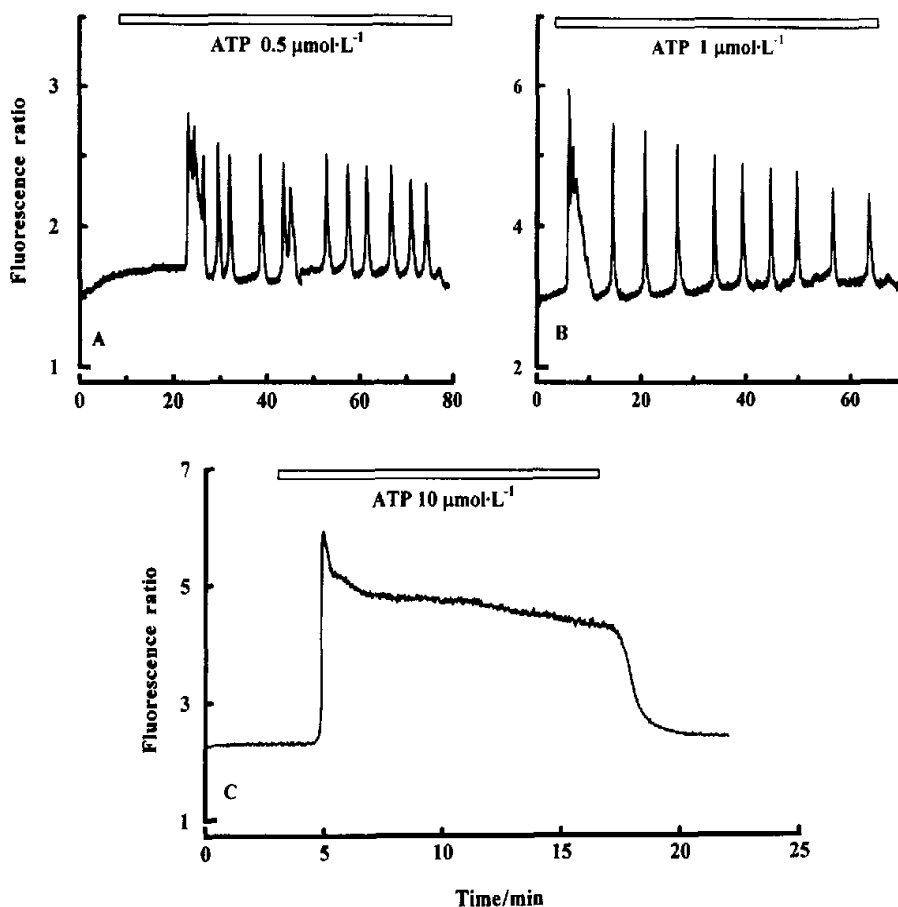 ATP 0.5 μmol·L⁻¹
Fluorescence ratio
3
2
1
A
0 20 40 60 80
ATP 1 μmol·L⁻¹
6
4
2
B
0 20 40 60
ATP 10 μmol·L⁻¹
Fluorescence ratio
7
5
3
1
C
0 5 10 15 20 25
Time/min